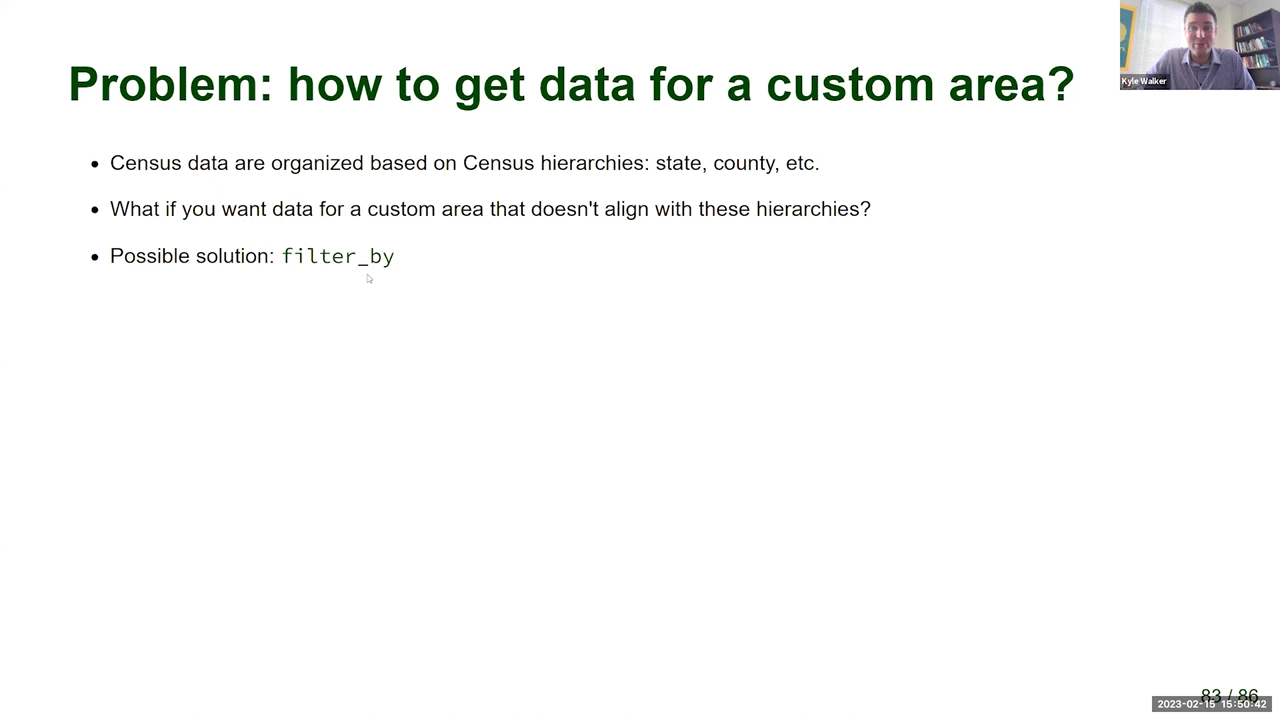 Problem: how to get data for a custom area?
Kyle Walker
• Census data are organized based on Census hierarchies: state, county, etc.
• What if you want data for a custom area that doesn't align with these hierarchies?
• Possible solution: filter_by
83 / 86
2023-02-15 15:50:42